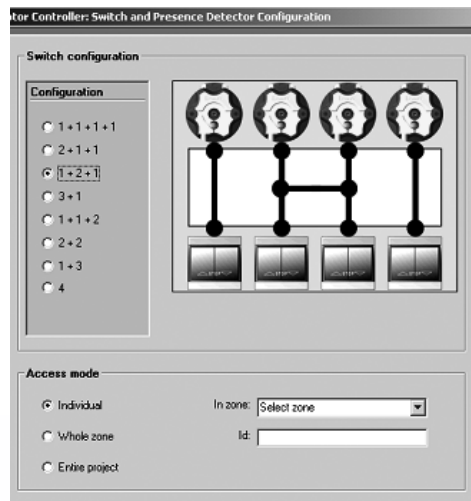 tor Controller: Switch and Presence Detector Configuration
Switch configuration
Configuration
1+1+1+1
2+1+1
1+2+1
3+1
1+1+2
2+2
1+3
4
Access mode
Individual
In zone:
Select zone
Whole zone
Id:
Entire project